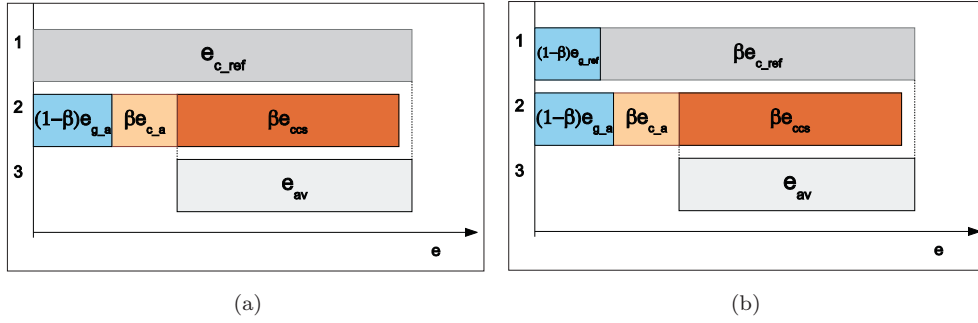 1
e_c_ref
2
(1−β)e_g_a
βe_c_a
βe_ccs
3
e_av
e
(a)
1
(1−β)e_g_ref
βe_c_ref
2
(1−β)e_g_a
βe_c_a
βe_ccs
3
e_av
e
(b)